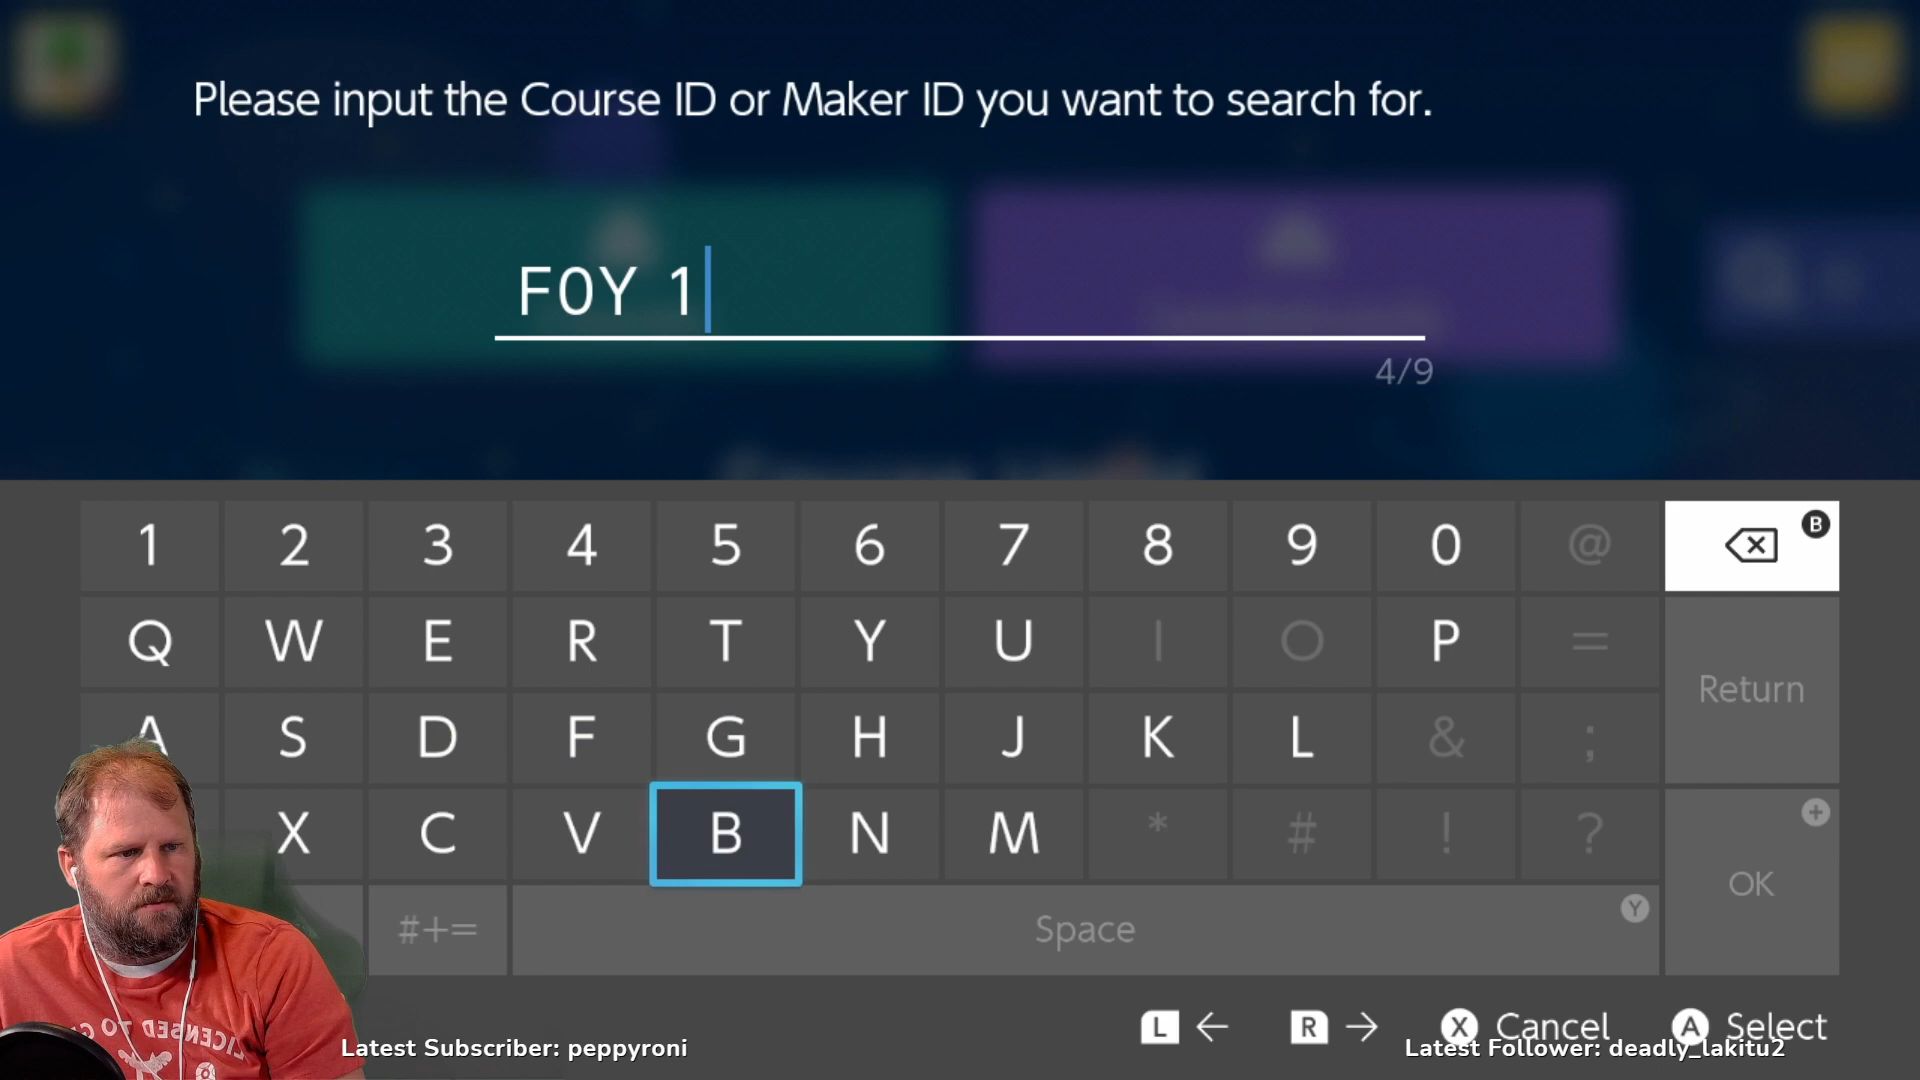 Please input the Course ID or Maker ID you want to search for.
F0Y 1
4/9
1 2 3 4 5 6 7 8 9 0 @ B
Q W E R T Y U I O P =
Return
A S D F G H J K L & ;
X C V B N M * # ! ? +
OK
#+= Space Y
L ← R → X Cancel A Select
LICENSED TO
Latest Subscriber: peppyroni
Latest Follower: deadly_lakitu2